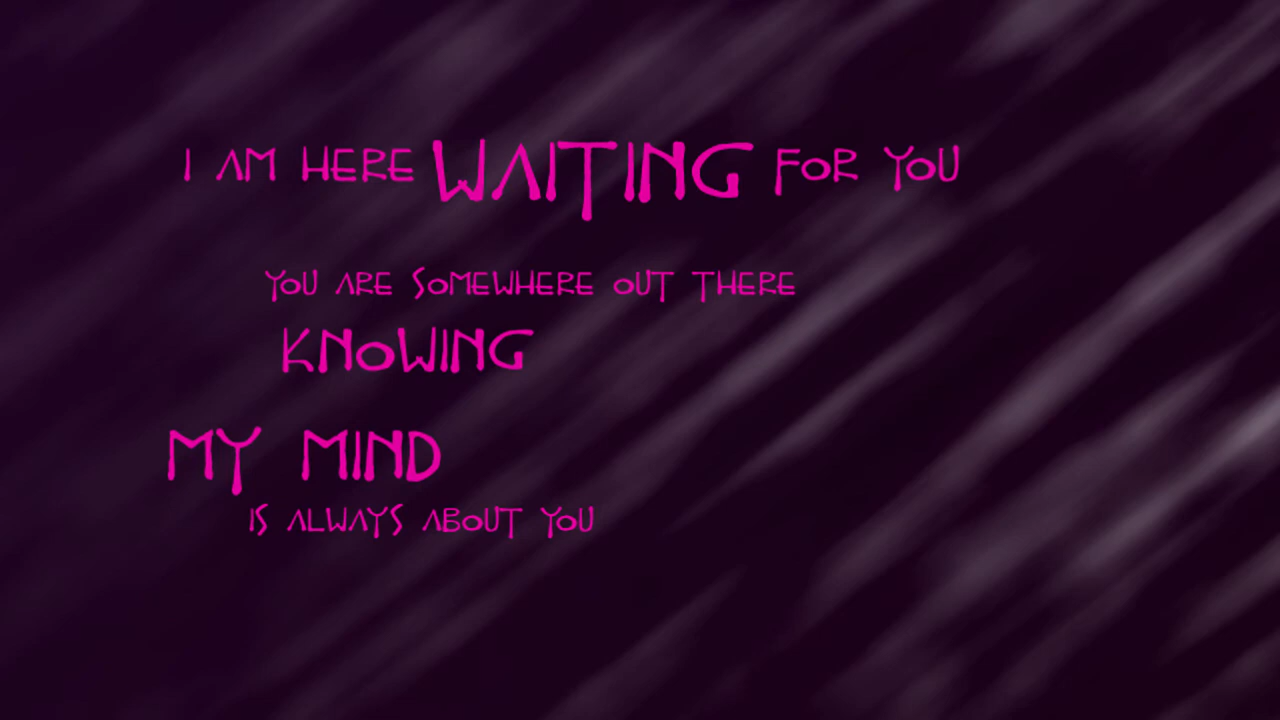 I AM HERE WAITING FOR YOU
YOU ARE SOMEWHERE OUT THERE
KNOWING
MY MIND
IS ALWAYS ABOUT YOU